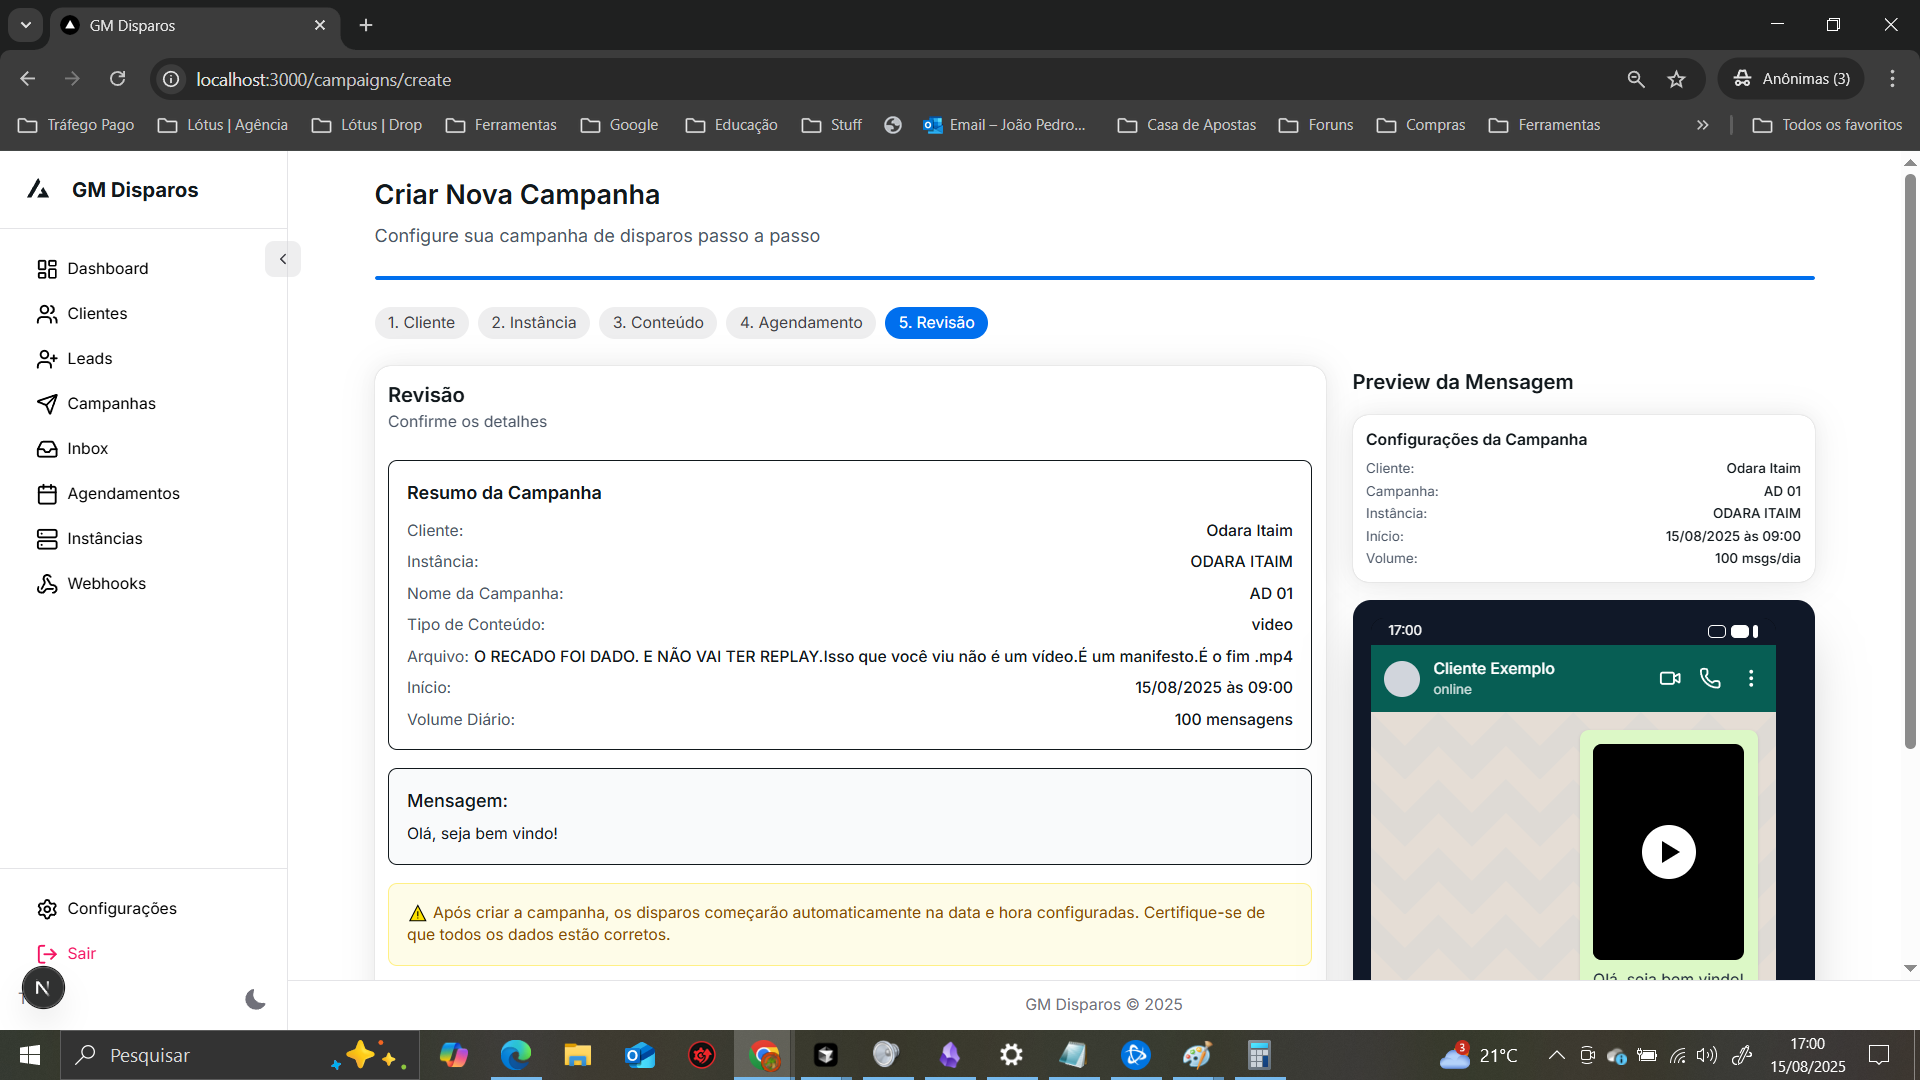 GM Disparos
localhost:3000/campaigns/create
Anônimas (3)
Tráfego Pago
Lótus | Agência
Lótus | Drop
Ferramentas
Google
Educação
Stuff
Email – João Pedro...
Casa de Apostas
Foruns
Compras
Ferramentas
Todos os favoritos
GM Disparos
Dashboard
Clientes
Leads
Campanhas
Inbox
Agendamentos
Instâncias
Webhooks
Configurações
Sair
N
Criar Nova Campanha
Configure sua campanha de disparos passo a passo
1. Cliente
2. Instância
3. Conteúdo
4. Agendamento
5. Revisão
Revisão
Confirme os detalhes
Resumo da Campanha
Cliente: Odara Itaim
Instância: ODARA ITAIM
Nome da Campanha: AD 01
Tipo de Conteúdo: video
Arquivo: O RECADO FOI DADO. E NÃO VAI TER REPLAY.Isso que você viu não é um vídeo.É um manifesto.É o fim .mp4
Início: 15/08/2025 às 09:00
Volume Diário: 100 mensagens
Mensagem:
Olá, seja bem vindo!
⚠ Após criar a campanha, os disparos começarão automaticamente na data e hora configuradas. Certifique-se de
que todos os dados estão corretos.
Preview da Mensagem
Configurações da Campanha
Cliente: Odara Itaim
Campanha: AD 01
Instância: ODARA ITAIM
Início: 15/08/2025 às 09:00
Volume: 100 msgs/dia
17:00
Cliente Exemplo
online
Olá, seja bem vindo!
GM Disparos © 2025
Pesquisar
3
21°C
17:00
15/08/2025